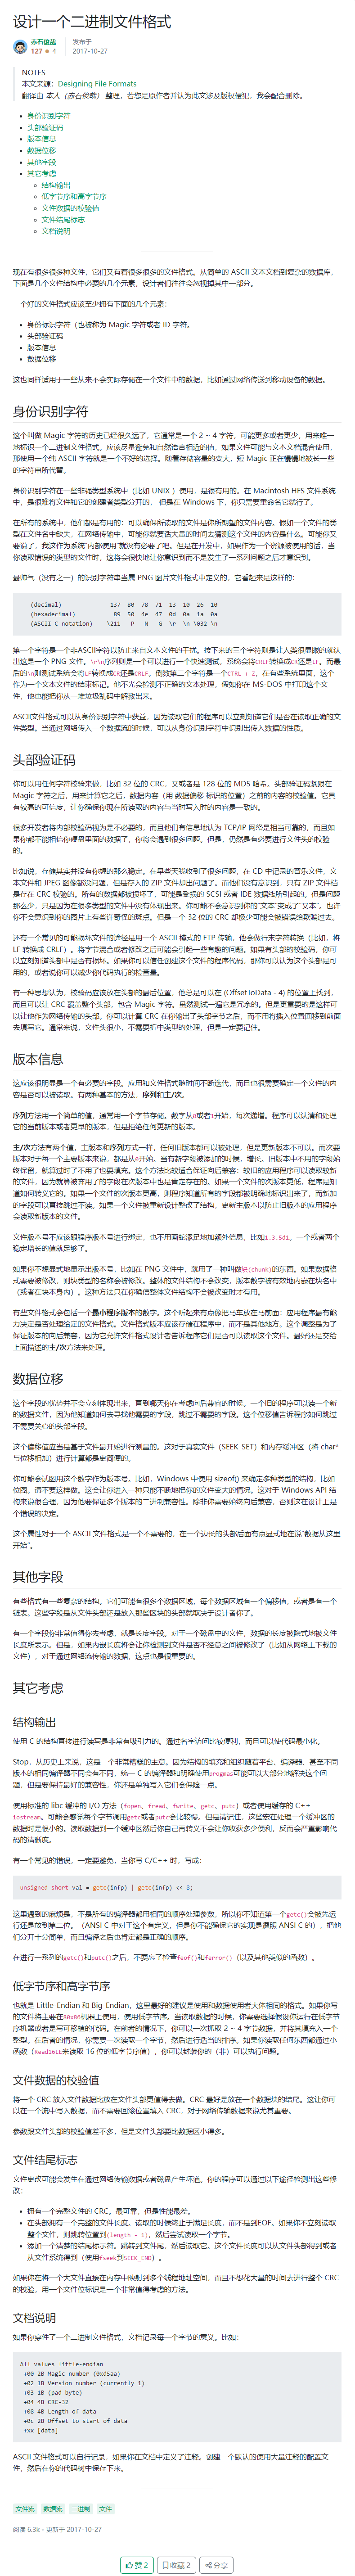 设计一个二进制文件格式
赤石俊哉
127 4
发布于
2017-10-27
NOTES
本文来源：Designing File Formats
翻译由 本人（赤石俊哉） 整理，若您是原作者并认为此文涉及版权侵犯，我会配合删除。
身份识别字符
头部验证码
版本信息
数据位移
其他字段
其它考虑
结构输出
低字节序和高字节序
文件数据的校验值
文件结尾标志
文档说明
现在有很多很多种文件，它们又有着很多很多的文件格式。从简单的 ASCII 文本文档到复杂的数据库，
下面是几个文件结构中必要的几个元素，设计者们往往会忽视掉其中一部分。
一个好的文件格式应该至少拥有下面的几个元素：
身份标识字符（也被称为 Magic 字符或者 ID 字符。
头部验证码
版本信息
数据位移
这也同样适用于一些从来不会实际存储在一个文件中的数据，比如通过网络传送到移动设备的数据。
身份识别字符
这个叫做 Magic 字符的历史已经很久远了，它通常是一个 2 ~ 4 字符，可能更多或者更少，用来唯一
地标识一个二进制文件格式。应该尽量避免和自然语言相近的值，如果文件可能与文本文档混合使用，
那使用一个纯 ASCII 字符就是一个不好的选择。随着存储容量的变大，短 Magic 正在慢慢地被长一些
的字符串所代替。
身份识别字符在一些非强类型系统中（比如 UNIX ）使用，是很有用的。在 Macintosh HFS 文件系统
中，是很难将文件和它的创建者类型分开的， 但是在 Windows 下，你只需要重命名它就行了。
在所有的系统中，他们都是有用的：可以确保所读取的文件是你所期望的文件内容。假如一个文件的类
型在文件名中缺失，在网络传输中，可能你就要话大量的时间去猜测这个文件的内容是什么。可能你又
要说了，我这作为系统“内部使用”就没有必要了吧。但是在开发中，如果作为一个资源被使用的话，当
你读取错误的类型的文件时，这将会很快地让你意识到而不是发生了一系列问题之后才意识到。
最帅气（没有之一）的识别字符串当属 PNG 图片文件格式中定义的，它看起来是这样的：
(decimal) 137 80 78 71 13 10 26 10
(hexadecimal) 89 50 4e 47 0d 0a 1a 0a
(ASCII C notation) \211 P N G \r \n \032 \n
第一个字符是一个非ASCII字符以防止来自文本文件的干扰。接下来的三个字符则是让人类很显眼的就认
出这是一个 PNG 文件。\r\n序列则是一个可以进行一个快速测试，系统会将CRLF转换成CR还是LF。而最
后的\n则测试系统会将LF转换成CR还是CRLF。倒数第二个字符是一个CTRL + Z，在有些系统里面，这个
作为一个文本文件的结束标记。他不光会检测不正确的文本处理，假如你在 MS-DOS 中打印这个文
件，他也能把你从一堆垃圾乱码中解救出来。
ASCII文件格式可以从身份识别字符中获益，因为读取它们的程序可以立刻知道它们是否在读取正确的文
件类型。当通过网络传入一个数据流的时候，可以从身份识别字符中识别出传入数据的性质。
头部验证码
你可以用任何字符校验来做，比如 32 位的 CRC，又或者是 128 位的 MD5 哈希。头部验证码紧跟在
Magic 字符之后，用来计算它之后，数据内容（用 数据偏移 标识的位置）之前的内容的校验值。它具
有较高的可信度，让你确保你现在所读取的内容与当时写入时的内容是一致的。
很多开发者将内部校验码视为是不必要的，而且他们有信息地认为 TCP/IP 网络是相当可靠的，而且如
果你都不能相信你硬盘里面的数据了，你将会遇到很多问题。但是，仍然是有必要进行文件头的校验
的。
比如说，存储其实并没有你想的那么稳定。在早些天我收到了很多问题，在 CD 中记录的音乐文件，文
本文件和 JPEG 图像都没问题，但是存入的 ZIP 文件却出问题了。而他们没有意识到，只有 ZIP 文件档
是存在 CRC 校验的。所有的数据都被损坏了，可能是受损的 SCSI 或者 IDE 数据线所引起的。但是问题
那么少，只是因为在很多类型的文件中没有体现出来。你可能不会意识到你的“文本”变成了“又本”。也许
你不会意识到你的图片上有些许奇怪的斑点。但是一个 32 位的 CRC 却极少可能会被错误给欺骗过去。
还有一个常见的可能损坏文件的途径是用一个 ASCII 模式的 FTP 传输，他会做行末字符转换（比如，将
LF 转换成 CRLF ）。将字节混合或者修改之后可能会引起一些有趣的问题。如果有头部的校验码，你可
以立刻知道头部中是否有损坏。如果你可以信任创建这个文件的程序代码，那你可以认为这个头部是可
用的，或者说你可以减少你代码执行的检查量。
有一种思想认为，校验码应该放在头部的最后位置，他总是可以在 (OffsetToData - 4) 的位置上找到，
而且可以让 CRC 覆盖整个头部，包含 Magic 字符。虽然测试一遍它是冗余的。但是更重要的是这样可
以让他作为网络传输的头部。你可以计算 CRC 在你输出了头部字节之后，而不用将插入位置回移到前面
去填写它。通常来说，文件头很小，不需要折中类型的处理，但是一定要记住。
版本信息
这应该很明显是一个有必要的字段。应用和文件格式随时间不断迭代，而且也很需要确定一个文件的内
容是否可以被读取。有两种基本的方法，序列和主/次。
序列方法用一个简单的值，通常用一个字节存储。数字从0或者1开始，每次递增。程序可以认清和处理
它的当前版本或者更早的版本，但是拒绝任何更新的版本。
主/次方法有两个值，主版本和序列方式一样，任何旧版本都可以被处理，但是更新版本不可以。而次要
版本对于每一个主要版本来说，都是从0开始。当有新字段被添加的时候，增长。旧版本中不用的字段始
终保留，就算过时了不用了也要填充。这个方法比较适合保证向后兼容：较旧的应用程序可以读取较新
的文件，因为就算被弃用了的字段在次版本中也是肯定存在的。如果一个文件的次版本更低，程序是知
道如何转义它的。如果一个文件的次版本更高，则程序知道所有的字段都被明确地标识出来了，而新加
的字段可以直接跳过不读。如果一个文件被重新设计整改了结构，更新主版本以防止旧版本的应用程序
会读取新版本的文件。
文件版本号不应该跟程序版本号进行绑定，也不用画蛇添足地加额外信息，比如1.3.5d1。一个或者两个
稳定增长的值就足够了。
如果你不想显式地显示出版本号，比如在 PNG 文件中，就用了一种叫做块(chunk)的东西。如果数据格
式需要被修改，则块类型的名称会被修改。整体的文件结构不会改变，版本数字被有效地内嵌在块名中
（或者在块本身内），这种方法只在你确信整体文件结构不会被改变时才有用。
有些文件格式会包括一个最小程序版本的数字。这个听起来有点像把马车放在马前面：应用程序最有能
力决定是否处理给定的文件格式。文件格式版本应该存储在程序中，而不是其他地方。这个调整是为了
保证版本的向后兼容，因为它允许文件格式设计者告诉程序它们是否可以读取这个文件。最好还是交给
上面描述的主/次方法来处理。
数据位移
这个字段的优势并不会立刻体现出来，直到哪天你在考虑向后兼容的时候。一个旧的程序可以读一个新
的数据文件，因为他知道如何去寻找他需要的字段，跳过不需要的字段。这个位移值告诉程序如何跳过
不需要关心的头部字段。
这个偏移值应当是基于文件最开始进行测量的。这对于真实文件（SEEK_SET）和内存缓冲区（将 char*
与位移相加）进行计算都是更简便的。
你可能会试图用这个数字作为版本号。比如，Windows 中使用 sizeof() 来确定多种类型的结构，比如
位图。请不要这样做。这会让你进入一种只能不断地把你的文件变大的情况。这对于 Windows API 结
构来说很合理，因为他要保证多个版本的二进制兼容性。除非你需要始终向后兼容，否则这在设计上是
个错误的决定。
这个属性对于一个 ASCII 文件格式是一个不需要的，在一个边长的头部后面有点显式地在说“数据从这里
开始”。
其他字段
有些格式有一些复杂的结构。它们可能有很多个数据区域，每个数据区域有一个偏移值，或者是有一个
链表。这些字段是从文件头部还是放入那些区块的头部就取决于设计者你了。
有一个字段你非常值得你去考虑，就是长度字段。对于一个磁盘中的文件，数据的长度被隐式地被文件
长度所表示。但是，如果内嵌长度将会让你检测到文件是否不经意之间被修改了（比如从网络上下载的
文件），对于通过网络流传输的数据，这点也是很重要的。
其它考虑
结构输出
使用 C 的结构直接进行读写是非常有吸引力的。通过名字访问比较便利，而且可以使代码最小化。
Stop，从历史上来说，这是一个非常糟糕的主意。因为结构的填充和组织随着平台、编译器，甚至不同
版本的相同编译器不同会有不同，统一 C 的编译器和明确使用progmas可能可以大部分地解决这个问
题，但是要保持最好的兼容性，你还是单独写入它们会保险一点。
使用标准的 libc 缓冲的 I/O 方法（fopen, fread, fwrite, getc, putc）或者使用缓存的 C++
iostream。可能会感觉每个字节调用getc或者putc会比较慢。但是请记住，这些宏在处理一个缓冲区的
数据时是很小的。读取数据到一个缓冲区然后你自己再转义不会让你收获多少便利，反而会严重影响代
码的清晰度。
有一个常见的错误，一定要避免，当你写 C/C++ 时，写成：
unsigned short val = getc(infp) | getc(infp) << 8;
这里遇到的麻烦是，不是所有的编译器都用相同的顺序处理参数，所以你不知道第一个getc()会被先运
行还是放到第二位。（ANSI C 中对于这个有定义，但是你不能确保它的实现是遵照 ANSI C 的），把他
们分开十分简单，而且编译之后也肯定都是正确的顺序。
在进行一系列的getc()和putc()之后，不要忘了检查feof()和ferror()（以及其他类似的函数）。
低字节序和高字节序
也就是 Little-Endian 和 Big-Endian，这里最好的建议是使用和数据使用者大体相同的格式。如果你写
的文件将主要在80x86机器上使用，使用低字节序。当读取数据的时候，你需要选择假设你运行在低字节
序机器或者是写可移植的代码。在前者的情况下，你可以一次抓取 2 ~ 4 字节数据，并将其填充入一个
整型。在后者的情况，你需要一次读取一个字节，然后进行适当的排序。如果你读取任何东西都通过小
函数（Read16LE来读取 16 位的低字节序值），你可以封装你的（非）可以执行问题。
文件数据的校验值
将一个 CRC 放入文件数据比放在文件头部更值得去做。CRC 最好是放在一个数据块的结尾。这让你可
以在一个流中写入数据，而不需要回滚位置填入 CRC，对于网络传输数据来说尤其重要。
参数跟文件头部的校验值差不多，但是文件头部要比数据区小得多。
文件结尾标志
文件更改可能会发生在通过网络传输数据或者磁盘产生坏道。你的程序可以通过以下途径检测出这些修
改：
拥有一个完整文件的 CRC。最可靠，但是性能最差。
在头部拥有一个完整的文件长度。读取的时候终止于满足长度，而不是到EOF。如果你不立刻读取
整个文件，则跳转位置到(length - 1)，然后尝试读取一个字节。
添加一个清楚的结尾标示符。跳转到文件尾，然后读取它。这个文件长度可以从文件头部得到或者
从文件系统得到（使用fseek到SEEK_END）。
如果你在将一个大文件直接在内存中映射到多个线程地址空间，而且不想花大量的时间去进行整个 CRC
的校验，用一个文件位标识是一个非常值得考虑的方法。
文档说明
如果你穿件了一个二进制文件格式，文档记录每一个字节的意义。比如：
All values little-endian
+00 2B Magic number (0xd5aa)
+02 1B Version number (currently 1)
+03 1B (pad byte)
+04 4B CRC-32
+08 4B Length of data
+0c 2B Offset to start of data
+xx [data]
ASCII 文件格式可以自行记录，如果你在文档中定义了注释。创建一个默认的使用大量注释的配置文
件，然后在你的代码树中保存下来。
文件流 数据流 二进制 文件
阅读 6.3k · 更新于 2017-10-27
赞 2 收藏 2 分享